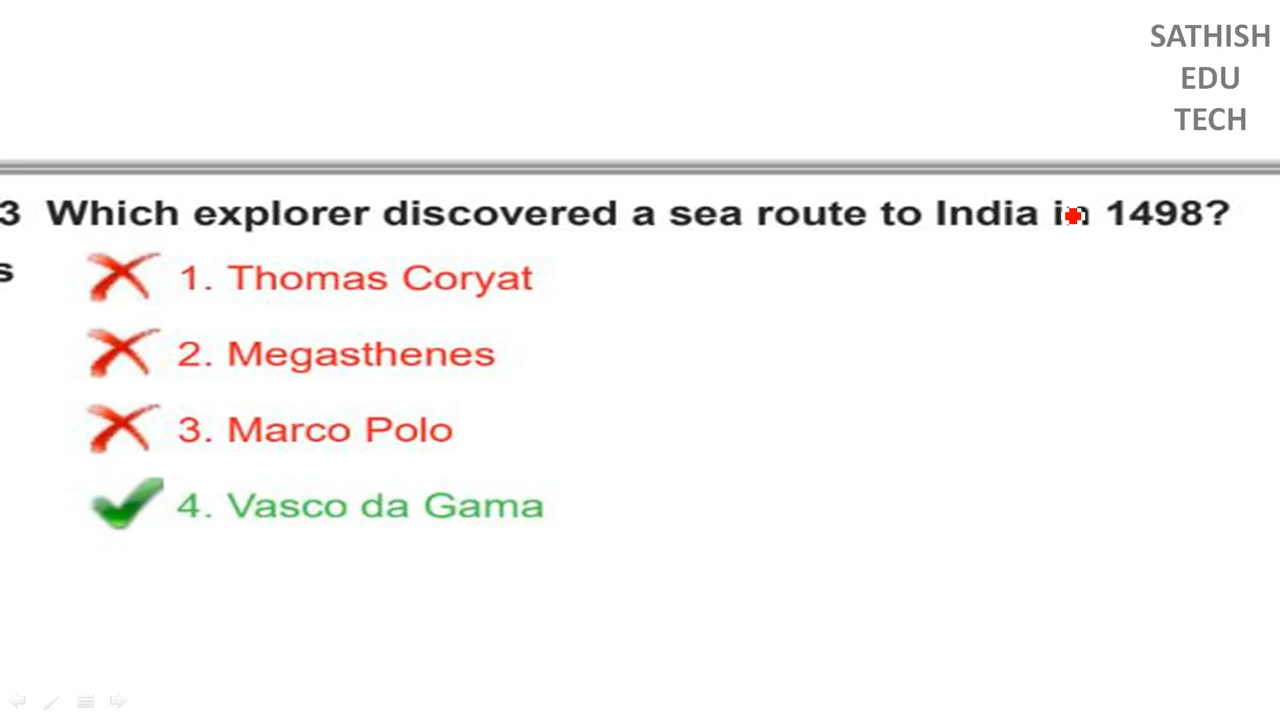 SATHISH
EDU
TECH
3 Which explorer discovered a sea route to India in 1498?
s
1. Thomas Coryat
2. Megasthenes
3. Marco Polo
4. Vasco da Gama